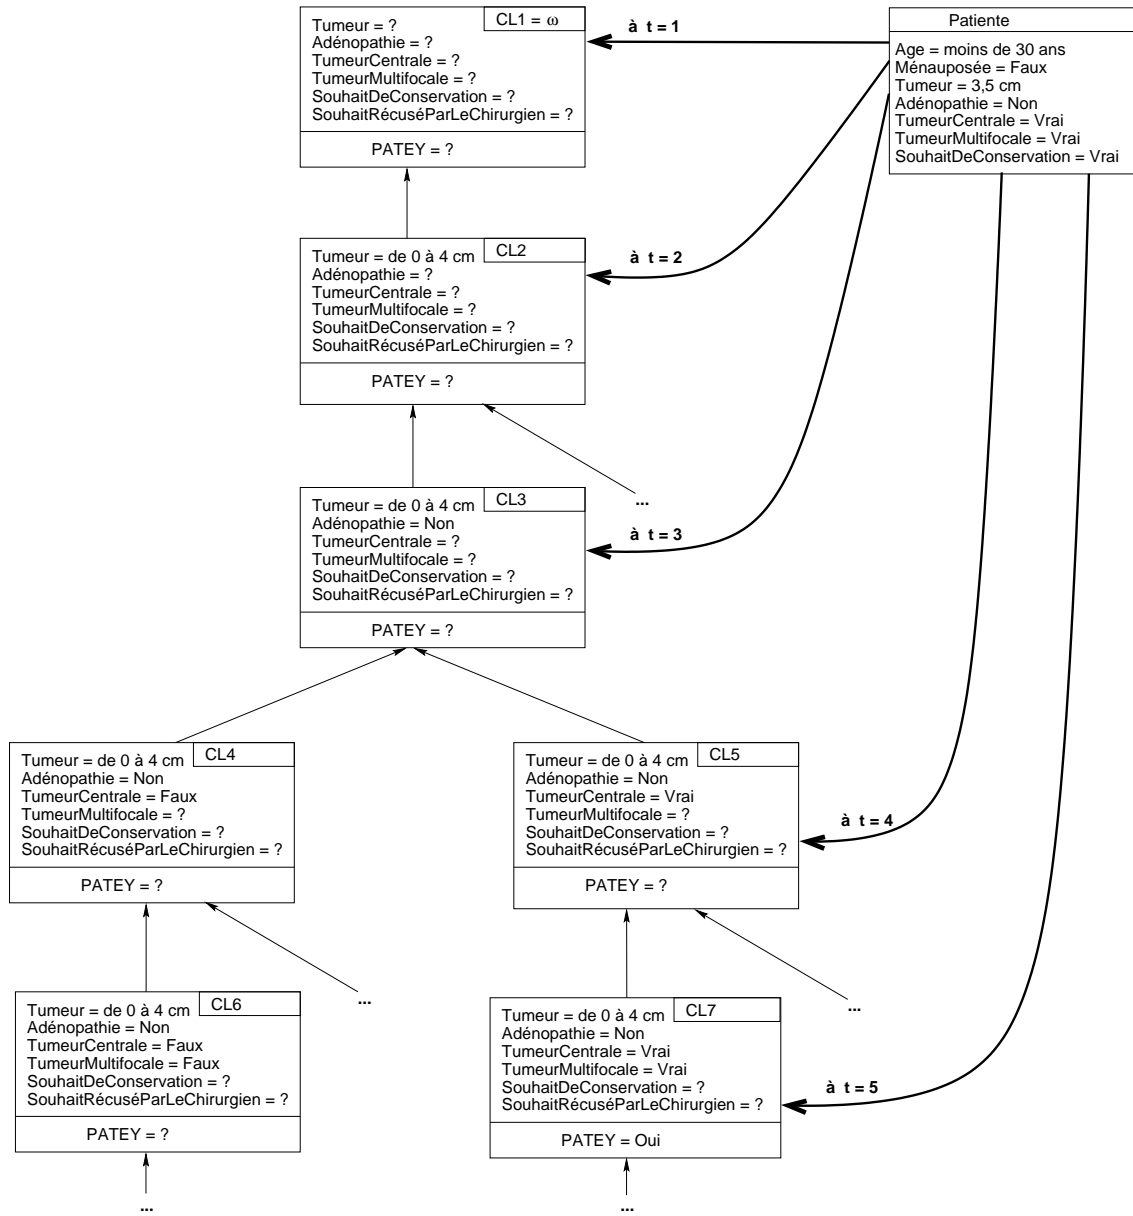 CL1 = ω
Tumeur = ?
Adénopathie = ?
TumeurCentrale = ?
TumeurMultifocale = ?
SouhaitDeConservation = ?
SouhaitRécuséParLeChirurgien = ?
PATEY = ?
à t = 1
Patiente
Age = moins de 30 ans
Ménauposée = Faux
Tumeur = 3,5 cm
Adénopathie = Non
TumeurCentrale = Vrai
TumeurMultifocale = Vrai
SouhaitDeConservation = Vrai
CL2
Tumeur = de 0 à 4 cm
Adénopathie = ?
TumeurCentrale = ?
TumeurMultifocale = ?
SouhaitDeConservation = ?
SouhaitRécuséParLeChirurgien = ?
PATEY = ?
à t = 2
...
CL3
Tumeur = de 0 à 4 cm
Adénopathie = Non
TumeurCentrale = ?
TumeurMultifocale = ?
SouhaitDeConservation = ?
SouhaitRécuséParLeChirurgien = ?
PATEY = ?
à t = 3
CL4
Tumeur = de 0 à 4 cm
Adénopathie = Non
TumeurCentrale = Faux
TumeurMultifocale = ?
SouhaitDeConservation = ?
SouhaitRécuséParLeChirurgien = ?
PATEY = ?
...
CL5
Tumeur = de 0 à 4 cm
Adénopathie = Non
TumeurCentrale = Vrai
TumeurMultifocale = ?
SouhaitDeConservation = ?
SouhaitRécuséParLeChirurgien = ?
PATEY = ?
à t = 4
...
CL6
Tumeur = de 0 à 4 cm
Adénopathie = Non
TumeurCentrale = Faux
TumeurMultifocale = Faux
SouhaitDeConservation = ?
SouhaitRécuséParLeChirurgien = ?
PATEY = ?
...
CL7
Tumeur = de 0 à 4 cm
Adénopathie = Non
TumeurCentrale = Vrai
TumeurMultifocale = Vrai
SouhaitDeConservation = ?
SouhaitRécuséParLeChirurgien = ?
PATEY = Oui
à t = 5
...